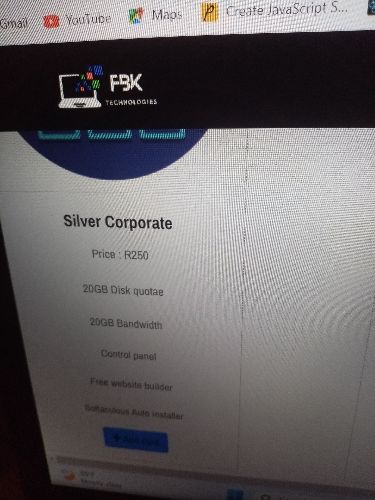 Gmail YouTube Maps Create JavaScript S...
FBK
TECHNOLOGIES
Silver Corporate
Price : R250
20GB Disk quotae
20GB Bandwidth
Control panel
Free website builder
Softaculous Auto installer